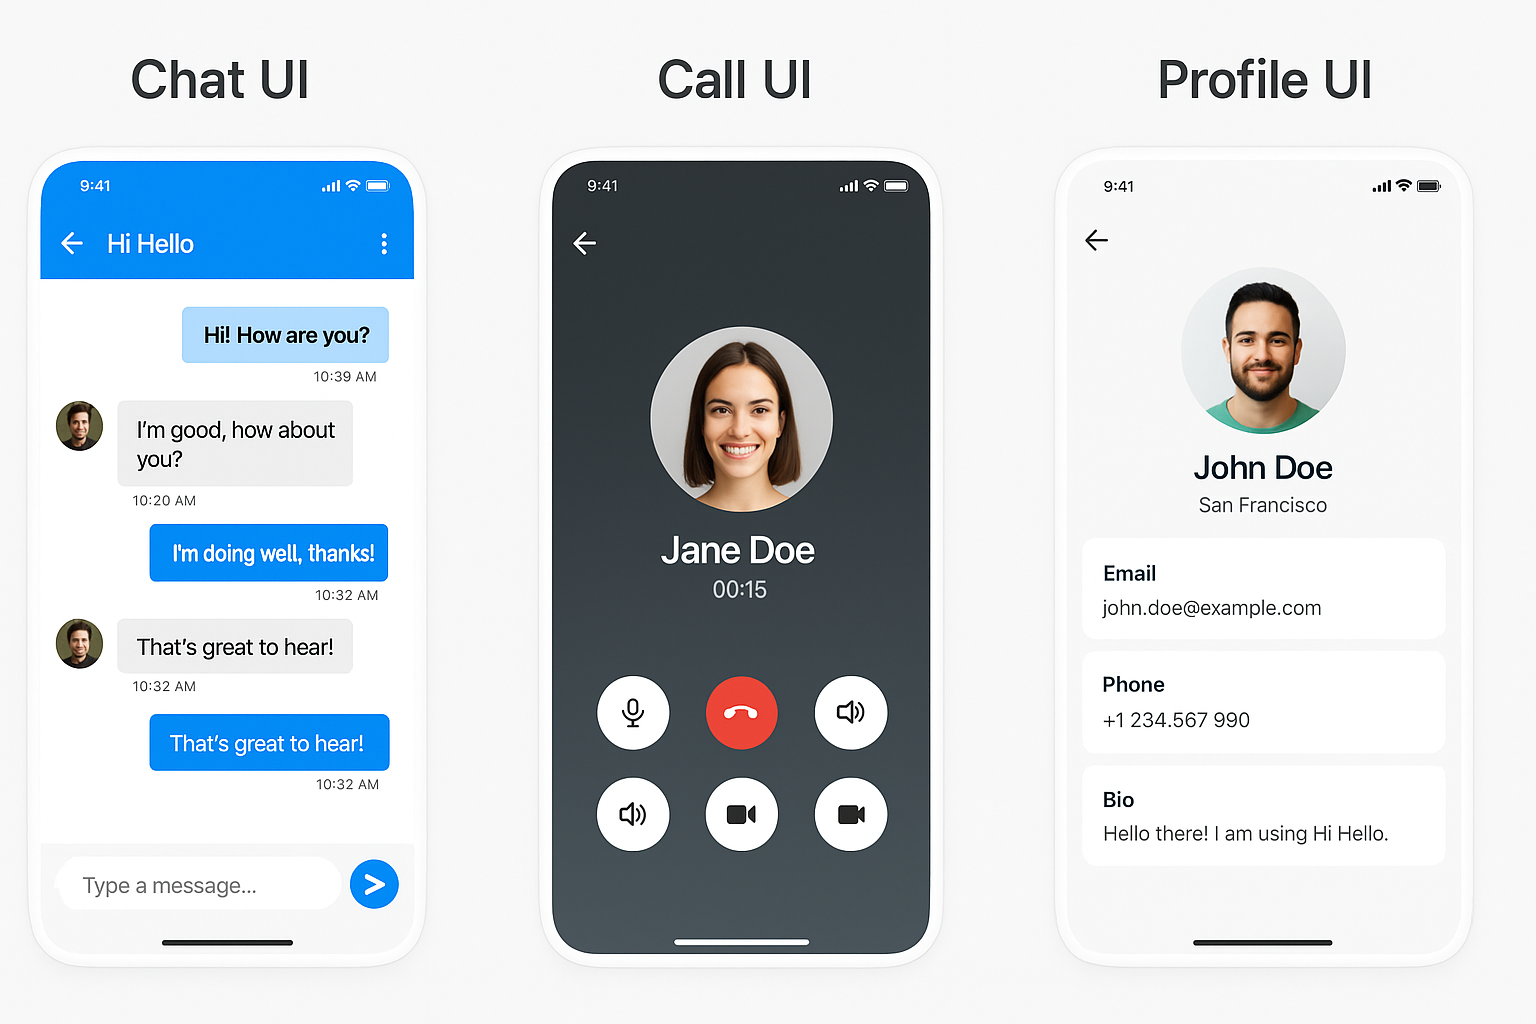 Chat UI
9:41
Hi Hello
Hi! How are you?
10:39 AM
I'm good, how about
you?
10:20 AM
I'm doing well, thanks!
10:32 AM
That's great to hear!
10:32 AM
That's great to hear!
10:32 AM
Type a message...
Call UI
9:41
Jane Doe
00:15
Profile UI
9:41
John Doe
San Francisco
Email
john.doe@example.com
Phone
+1 234.567 990
Bio
Hello there! I am using Hi Hello.